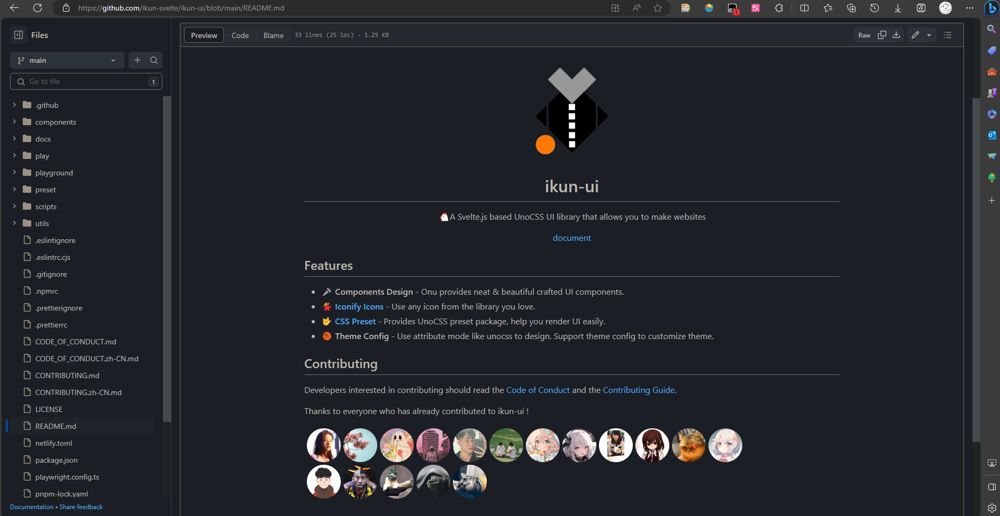 https://github.com/ikun-svelte/ikun-ui/blob/main/README.md
1
Files
main
Go to file
t
.github
components
docs
play
playground
preset
scripts
utils
.eslintignore
.eslintrc.cjs
.gitignore
.npmrc
.prettierignore
.prettierrc
CODE_OF_CONDUCT.md
CODE_OF_CONDUCT.zh-CN.md
CONTRIBUTING.md
CONTRIBUTING.zh-CN.md
LICENSE
README.md
netlify.toml
package.json
playwright.config.ts
pnpm-lock.yaml
Documentation • Share feedback
Preview Code Blame 33 lines (25 loc) · 1.25 KB
Raw
ikun-ui
🐔A Svelte.js based UnoCSS UI library that allows you to make websites
document
Features
• 🎤 Components Design - Onu provides neat & beautiful crafted UI components.
• 💃 Iconify Icons - Use any icon from the library you love.
• 🤟 CSS Preset - Provides UnoCSS preset package, help you render UI easily.
• 🏀 Theme Config - Use attribute mode like unocss to design. Support theme config to customize theme.
Contributing
Developers interested in contributing should read the Code of Conduct and the Contributing Guide.
Thanks to everyone who has already contributed to ikun-ui !